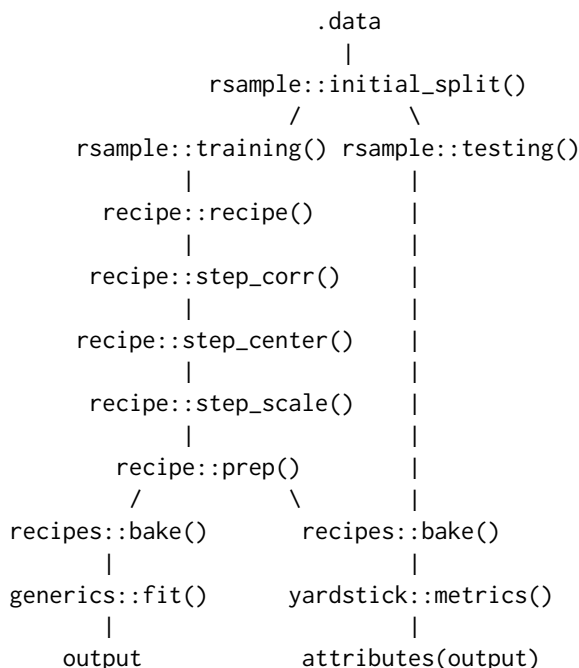 .data
|
rsample::initial_split()
/ \
rsample::training() rsample::testing()
| |
recipe::recipe() |
| |
recipe::step_corr() |
| |
recipe::step_center() |
| |
recipe::step_scale() |
| |
recipe::prep() |
/ \ |
recipes::bake() recipes::bake()
| |
generics::fit() yardstick::metrics()
| |
output attributes(output)